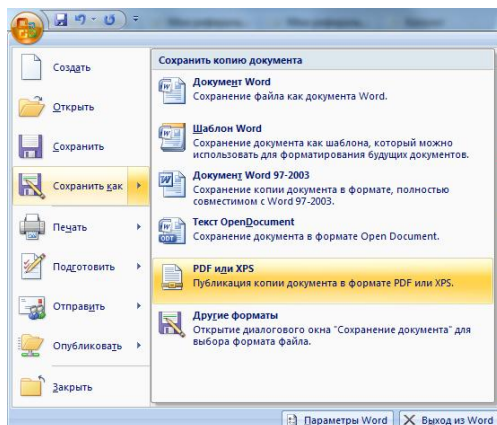 Создать
Открыть
Сохранить
Сохранить как
Печать
Подготовить
Отправить
Опубликовать
Закрыть
Сохранить копию документа
Документ Word
Сохранение файла как документа Word.
Шаблон Word
Сохранение документа как шаблона, который можно
использовать для форматирования будущих документов.
Документ Word 97-2003
Сохранение копии документа в формате, полностью
совместимом с Word 97-2003.
Текст OpenDocument
Сохранение документа в формате Open Document.
PDF или XPS
Публикация копии документа в формате PDF или XPS.
Другие форматы
Открытие диалогового окна "Сохранение документа" для
выбора формата файла.
Параметры Word
Выход из Word